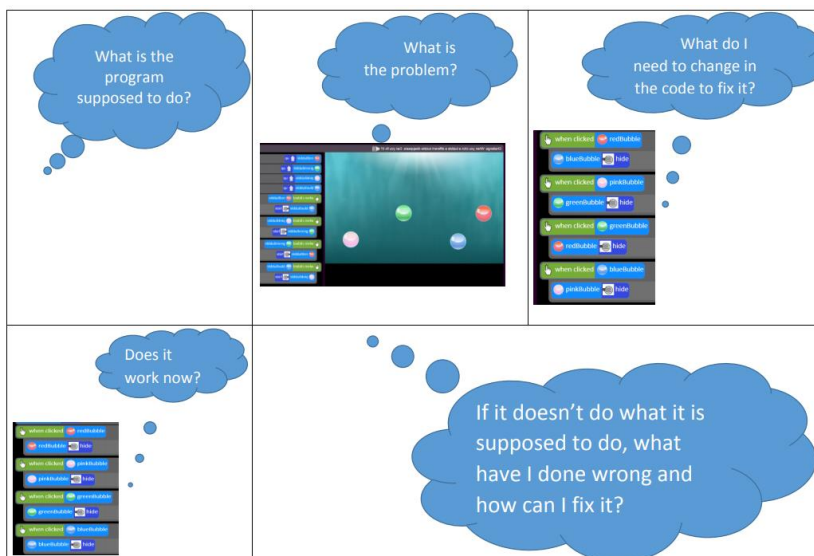 What is the
program
supposed to do?
What is
the problem?
What do I
need to change in
the code to fix it?
when clicked redBubble
blueBubble hide
when clicked pinkBubble
greenBubble hide
when clicked greenBubble
redBubble hide
when clicked blueBubble
pinkBubble hide
Does it
work now?
when clicked redBubble
redBubble hide
when clicked pinkBubble
pinkBubble hide
when clicked greenBubble
greenBubble hide
when clicked blueBubble
blueBubble hide
If it doesn’t do what it is
supposed to do, what
have I done wrong and
how can I fix it?